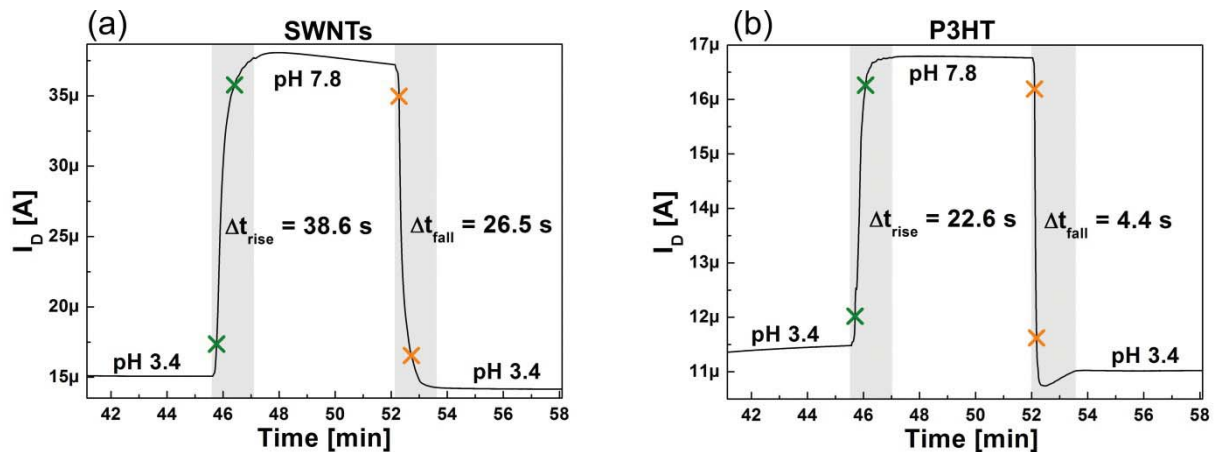 (a)
SWNTs
35µ
30µ
25µ
20µ
15µ
I_D [A]
pH 7.8
Δt_rise = 38.6 s
Δt_fall = 26.5 s
pH 3.4
pH 3.4
42 44 46 48 50 52 54 56 58
Time [min]
(b)
P3HT
17µ
16µ
15µ
14µ
13µ
12µ
11µ
I_D [A]
pH 7.8
Δt_rise = 22.6 s
Δt_fall = 4.4 s
pH 3.4
pH 3.4
42 44 46 48 50 52 54 56 58
Time [min]